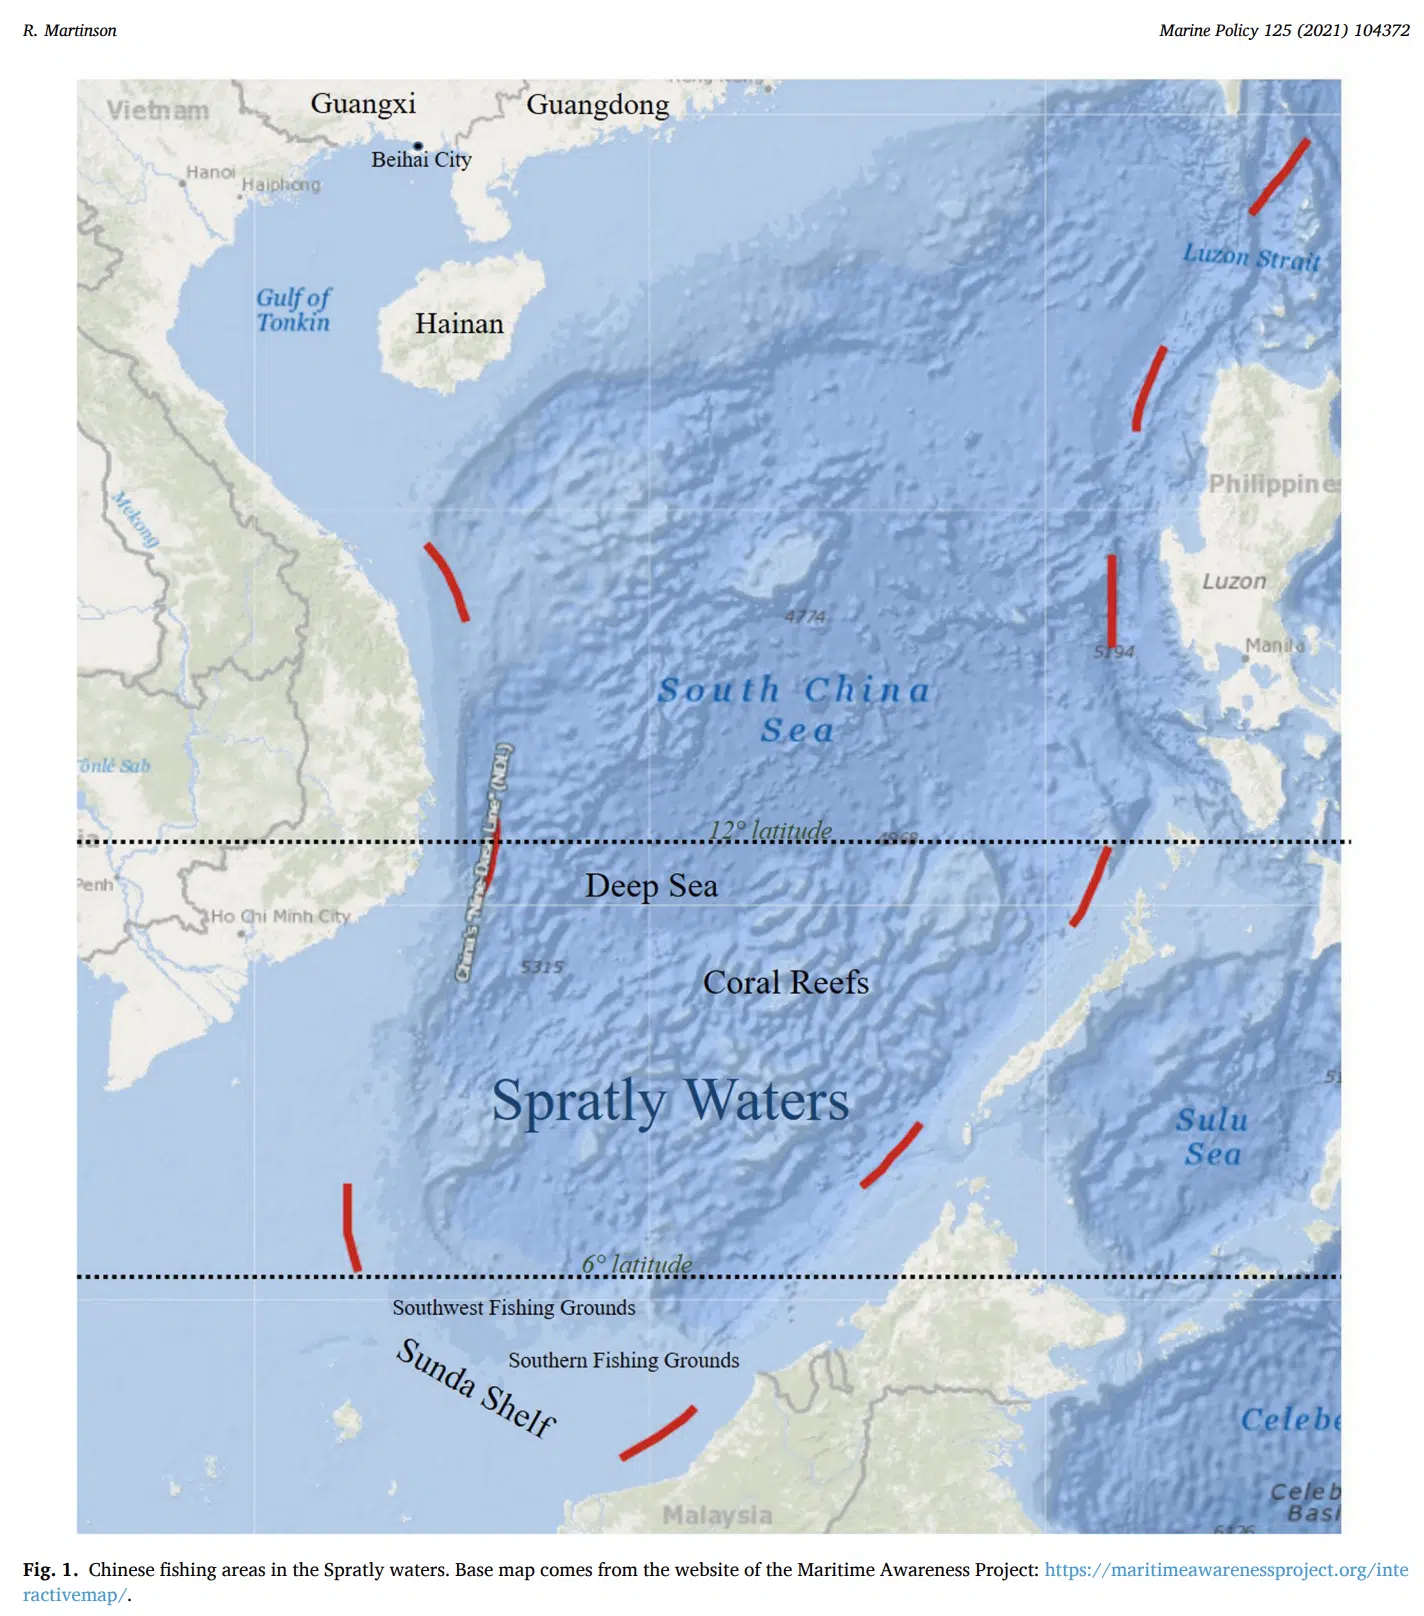 R. Martinson
Marine Policy 125 (2021) 104372
Vietnam
Guangxi
Guangdong
Beihai City
Hanoi
Haiphong
Luzon Strait
Gulf of
Tonkin
Hainan
Mekong
Philippines
Luzon
4774
5194
Manila
South China
Sea
China's "Nine-Dash Line" (NDL)
Tônlé Sab
12° latitude
4968
Deep Sea
Penh
Ho Chi Minh City
5315
Coral Reefs
Spratly Waters
Sulu
Sea
6° latitude
Southwest Fishing Grounds
Southern Fishing Grounds
Sunda Shelf
Celebe
Celeb
Basi
Malaysia
Fig. 1. Chinese fishing areas in the Spratly waters. Base map comes from the website of the Maritime Awareness Project: https://maritimeawarenessproject.org/inte
ractivemap/.